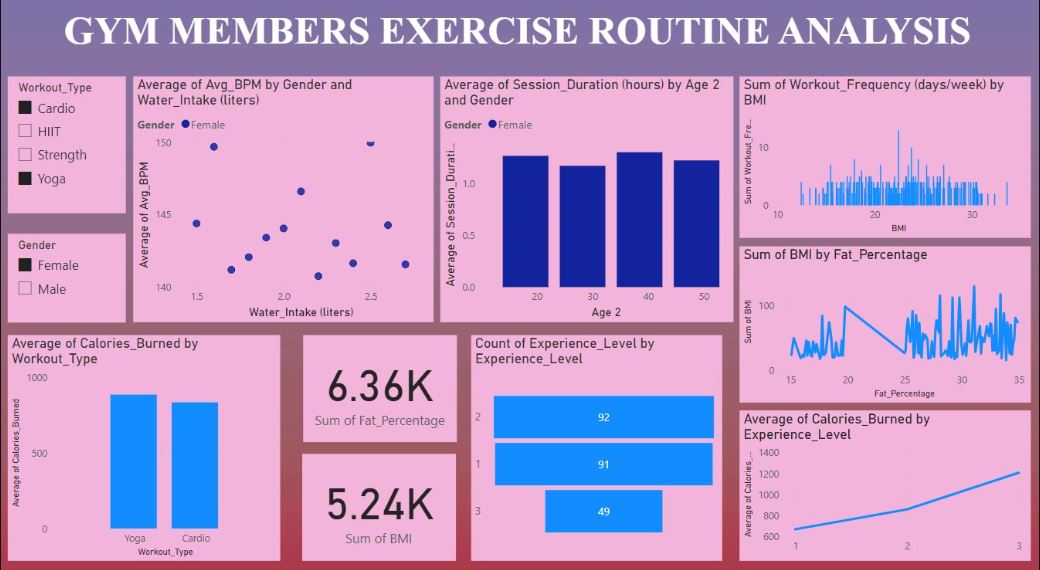 GYM MEMBERS EXERCISE ROUTINE ANALYSIS
Workout_Type
Cardio
HIIT
Strength
Yoga
Gender
Female
Male
Average of Avg_BPM by Gender and
Water_Intake (liters)
Gender Female
Average of Avg_BPM
150
145
140
1.5 2.0 2.5
Water_Intake (liters)
Average of Session_Duration (hours) by Age 2
and Gender
Gender Female
Average of Session_Durati...
1.0
0.5
0.0
20 30 40 50
Age 2
Sum of Workout_Frequency (days/week) by
BMI
Sum of Workout_Fre...
10
0
10 20 30
BMI
Sum of BMI by Fat_Percentage
Sum of BMI
100
0
15 20 25 30 35
Fat_Percentage
Average of Calories_Burned by
Workout_Type
Average of Calories_Burned
1000
500
0
Yoga Cardio
Workout_Type
6.36K
Sum of Fat_Percentage
5.24K
Sum of BMI
Count of Experience_Level by
Experience_Level
2 92
1 91
3 49
Average of Calories_Burned by
Experience_Level
Average of Calories_...
1400
1200
1000
800
600
1 2 3